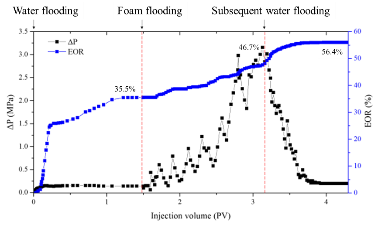 Water flooding Foam flooding Subsequent water flooding
3.5
3.0
2.5
2.0
1.5
1.0
0.5
0.0
ΔP (MPa)
ΔP
EOR
35.5%
46.7%
56.4%
60
50
40
30
20
10
0
EOR (%)
0 1 2 3 4
Injection volume (PV)